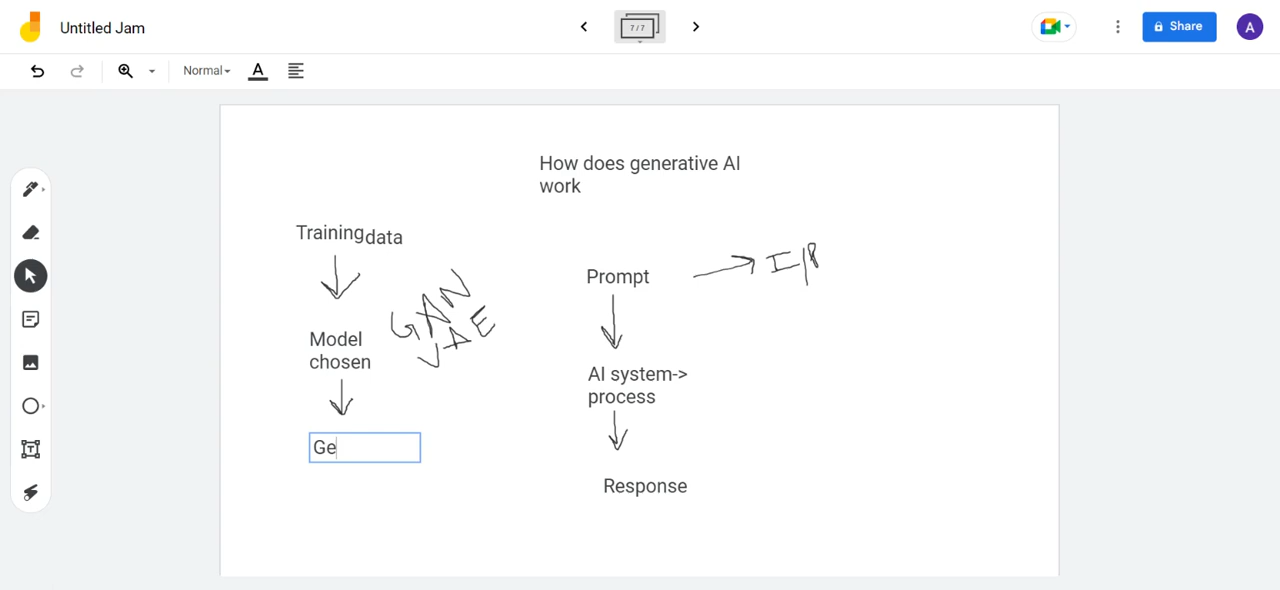 Untitled Jam
7/7
Share
A
Normal
A
How does generative AI
work
Training data
Prompt
I/P
GAN
VAE
Model
chosen
AI system->
process
Ge
Response